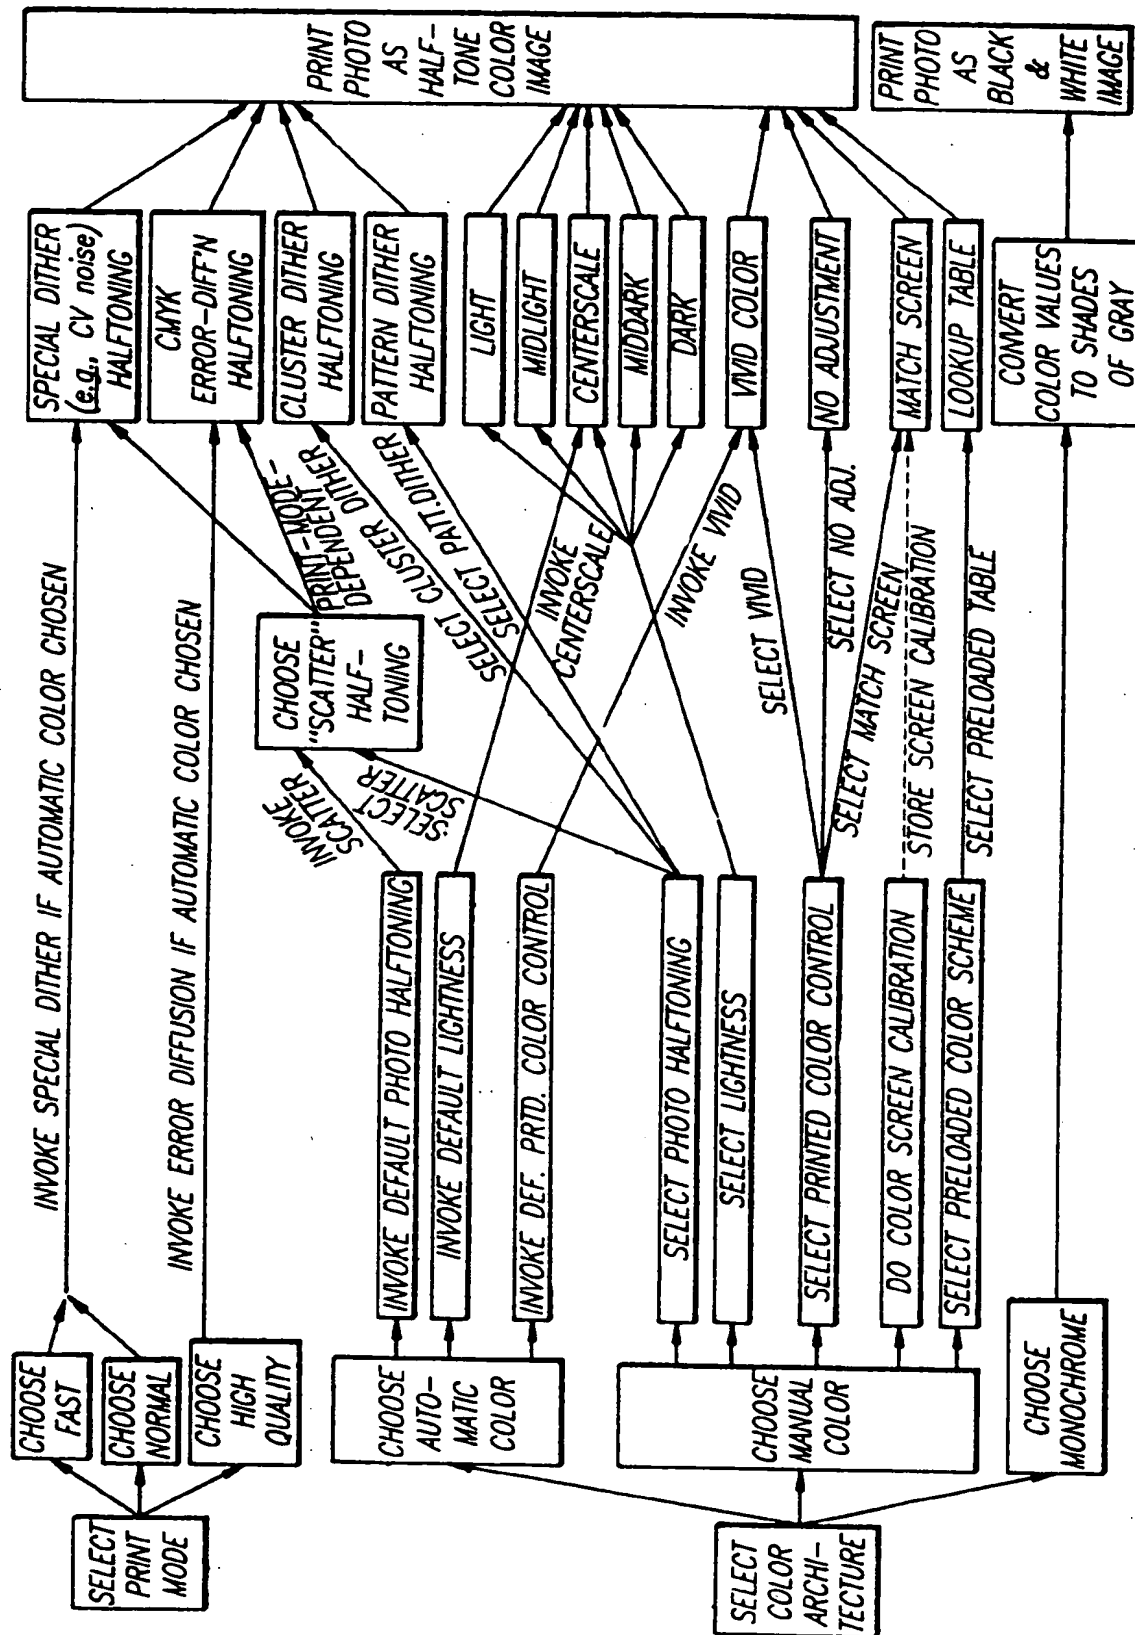 SELECT
PRINT
MODE
CHOOSE
FAST
CHOOSE
NORMAL
CHOOSE
HIGH
QUALITY
INVOKE SPECIAL DITHER IF AUTOMATIC COLOR CHOSEN
INVOKE ERROR DIFFUSION IF AUTOMATIC COLOR CHOSEN
SELECT
COLOR
ARCHI-
TECTURE
CHOOSE
AUTO-
MATIC
COLOR
CHOOSE
MANUAL
COLOR
CHOOSE
MONOCHROME
INVOKE DEFAULT PHOTO HALFTONING
INVOKE DEFAULT LIGHTNESS
INVOKE DEF. PRTD. COLOR CONTROL
SELECT PHOTO HALFTONING
SELECT LIGHTNESS
SELECT PRINTED COLOR CONTROL
DO COLOR SCREEN CALIBRATION
SELECT PRELOADED COLOR SCHEME
INVOKE
SCATTER
SELECT
SCATTER
CHOOSE
"SCATTER"
HALF-
TONING
PRINT-MODE-
DEPENDENT
SELECT CLUSTER DITHER
SELECT PATT. DITHER
INVOKE
CENTERSCALE
INVOKE VIVID
SELECT VIVID
SELECT NO ADJ.
SELECT MATCH SCREEN
STORE SCREEN CALIBRATION
SELECT PRELOADED TABLE
SPECIAL DITHER
(e.g., CV noise)
HALFTONING
CMYK
ERROR-DIFF'N
HALFTONING
CLUSTER DITHER
HALFTONING
PATTERN DITHER
HALFTONING
LIGHT
MIDLIGHT
CENTERSCALE
MIDDARK
DARK
VIVID COLOR
NO ADJUSTMENT
MATCH SCREEN
LOOKUP TABLE
CONVERT
COLOR VALUES
TO SHADES
OF GRAY
PRINT
PHOTO
AS
HALF-
TONE
COLOR
IMAGE
PRINT
PHOTO
AS
BLACK
&
WHITE
IMAGE